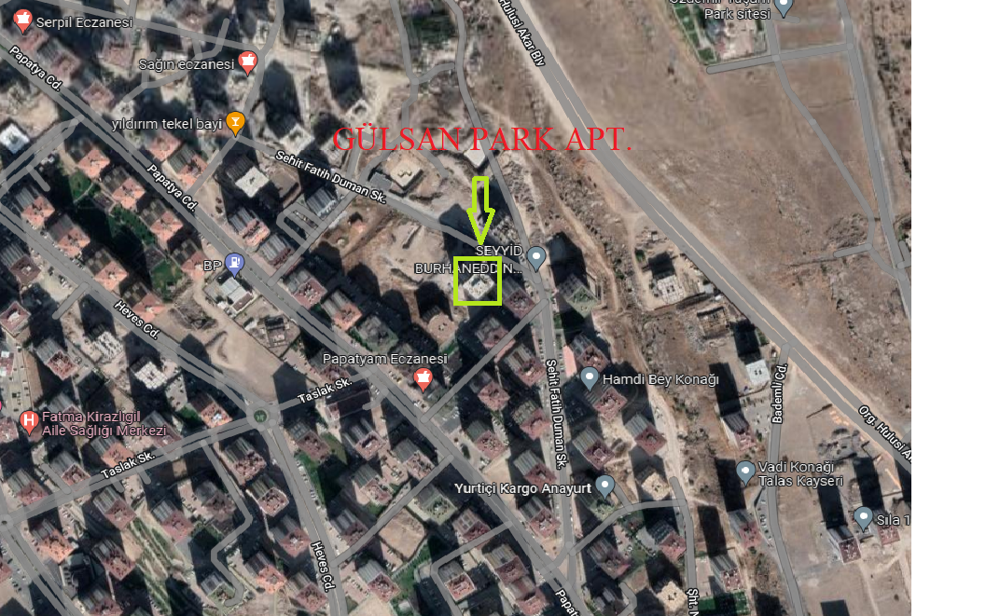 Özdemir Yaşam
Park sitesi
Hulusi Akar Blv
Serpil Eczanesi
Papatya Cd.
Sağın eczanesi
yıldırım tekel bayi
GÜLSAN PARK APT.
Şehit Fatih Duman Sk.
Papatya Cd.
SEYYİD
BURHANEDDİN...
BP
Heves Cd.
Papatyam Eczanesi
Taslak Sk.
Hamdi Bey Konağı
Şehit Fatih Duman Sk.
Bademli Cd.
Fatma Kirazlıgil
Aile Sağlığı Merkezi
Org. Hulusi
Taslak Sk.
Vadi Konağı
Talas Kayseri
Yurtiçi Kargo Anayurt
Sıla 1
Heves Cd.
Şht.